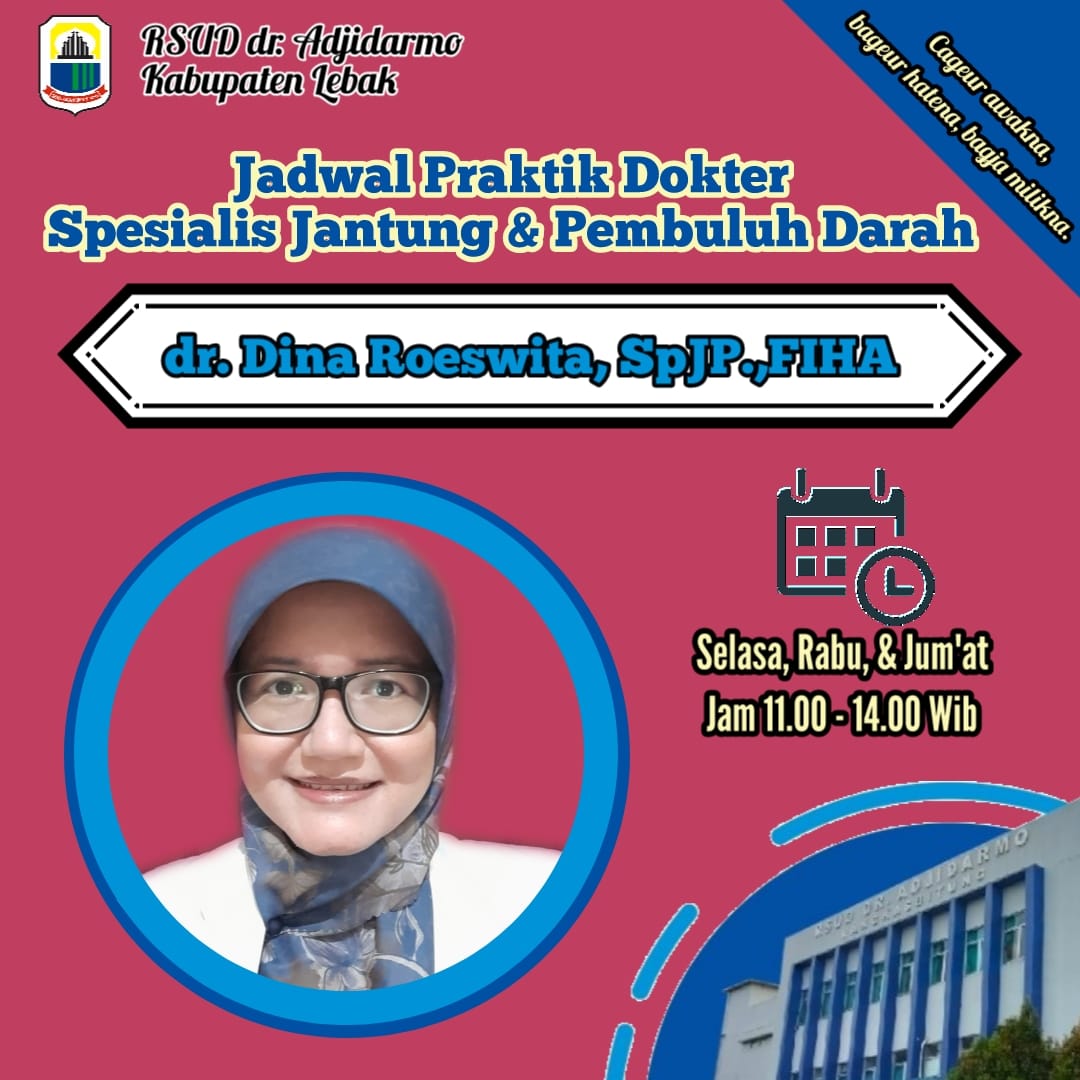 RSUD dr. Adjidarmo
Kabupaten Lebak
Cageur awakna,
bageur hatena, bagja milikna.
Jadwal Praktik Dokter
Spesialis Jantung & Pembuluh Darah
dr. Dina Roeswita, SpJP.,FIHA
Selasa, Rabu, & Jum'at
Jam 11.00 - 14.00 Wib
RSUD DR. ADJIDARMO
RANGKASBITUNG